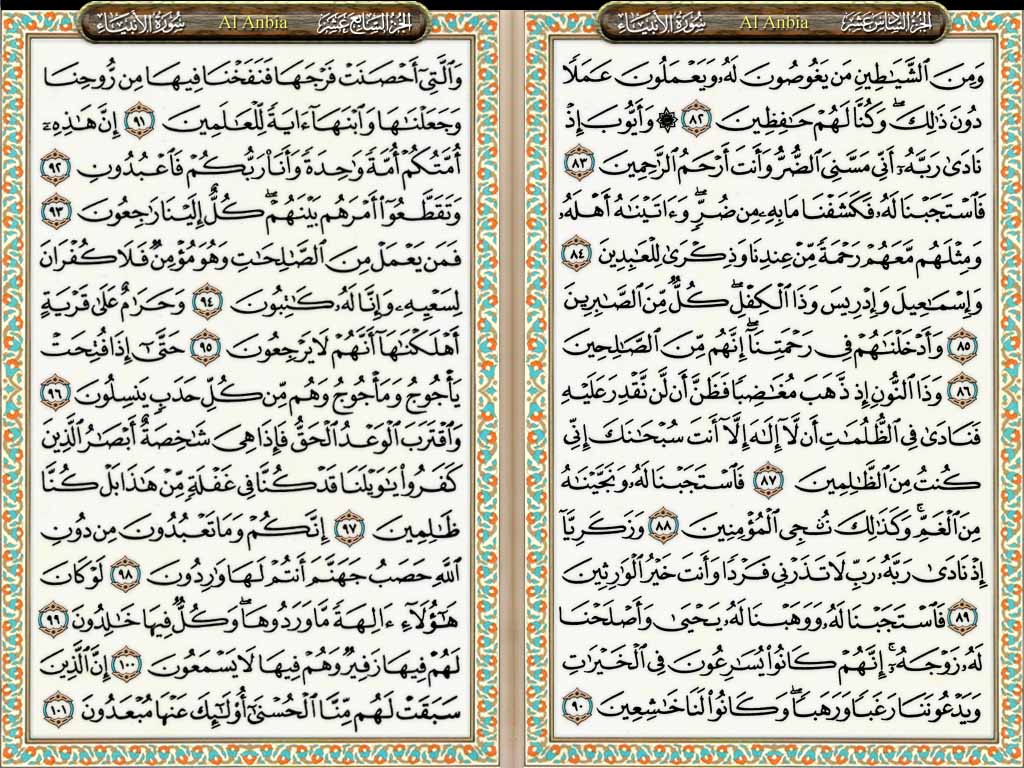 الجزء السادس عشر Al Anbia سورة الأنبياء
وَمِنَ ٱلشَّيَـٰطِينِ مَن يَغُوصُونَ لَهُۥ وَيَعْمَلُونَ عَمَلًا
دُونَ ذَٰلِكَ ۖ وَكُنَّا لَهُمْ حَـٰفِظِينَ ٨٢ ۞ وَأَيُّوبَ إِذْ
نَادَىٰ رَبَّهُۥٓ أَنِّى مَسَّنِىَ ٱلضُّرُّ وَأَنتَ أَرْحَمُ ٱلرَّٰحِمِينَ ٨٣
فَٱسْتَجَبْنَا لَهُۥ فَكَشَفْنَا مَا بِهِۦ مِن ضُرٍّ ۖ وَءَاتَيْنَـٰهُ أَهْلَهُۥ
وَمِثْلَهُم مَّعَهُمْ رَحْمَةً مِّنْ عِندِنَا وَذِكْرَىٰ لِلْعَـٰبِدِينَ ٨٤
وَإِسْمَـٰعِيلَ وَإِدْرِيسَ وَذَا ٱلْكِفْلِ ۖ كُلٌّ مِّنَ ٱلصَّـٰبِرِينَ
٨٥ وَأَدْخَلْنَـٰهُمْ فِى رَحْمَتِنَآ ۖ إِنَّهُم مِّنَ ٱلصَّـٰلِحِينَ
٨٦ وَذَا ٱلنُّونِ إِذ ذَّهَبَ مُغَـٰضِبًا فَظَنَّ أَن لَّن نَّقْدِرَ عَلَيْهِ
فَنَادَىٰ فِى ٱلظُّلُمَـٰتِ أَن لَّآ إِلَـٰهَ إِلَّآ أَنتَ سُبْحَـٰنَكَ إِنِّى
كُنتُ مِنَ ٱلظَّـٰلِمِينَ ٨٧ فَٱسْتَجَبْنَا لَهُۥ وَنَجَّيْنَـٰهُ
مِنَ ٱلْغَمِّ ۚ وَكَذَٰلِكَ نُـۨجِى ٱلْمُؤْمِنِينَ ٨٨ وَزَكَرِيَّآ
إِذْ نَادَىٰ رَبَّهُۥ رَبِّ لَا تَذَرْنِى فَرْدًا وَأَنتَ خَيْرُ ٱلْوَٰرِثِينَ
٨٩ فَٱسْتَجَبْنَا لَهُۥ وَوَهَبْنَا لَهُۥ يَحْيَىٰ وَأَصْلَحْنَا
لَهُۥ زَوْجَهُۥٓ ۚ إِنَّهُمْ كَانُوا۟ يُسَـٰرِعُونَ فِى ٱلْخَيْرَٰتِ
وَيَدْعُونَنَا رَغَبًا وَرَهَبًا ۖ وَكَانُوا۟ لَنَا خَـٰشِعِينَ ٩٠
الجزء السابع عشر Al Anbia سورة الأنبياء
وَٱلَّتِىٓ أَحْصَنَتْ فَرْجَهَا فَنَفَخْنَا فِيهَا مِن رُّوحِنَا
وَجَعَلْنَـٰهَا وَٱبْنَهَآ ءَايَةً لِّلْعَـٰلَمِينَ ٩١ إِنَّ هَـٰذِهِۦٓ
أُمَّتُكُمْ أُمَّةً وَٰحِدَةً وَأَنَا۠ رَبُّكُمْ فَٱعْبُدُونِ ٩٢
وَتَقَطَّعُوٓا۟ أَمْرَهُم بَيْنَهُمْ ۖ كُلٌّ إِلَيْنَا رَٰجِعُونَ ٩٣
فَمَن يَعْمَلْ مِنَ ٱلصَّـٰلِحَـٰتِ وَهُوَ مُؤْمِنٌ فَلَا كُفْرَانَ
لِسَعْيِهِۦ وَإِنَّا لَهُۥ كَـٰتِبُونَ ٩٤ وَحَرَٰمٌ عَلَىٰ قَرْيَةٍ
أَهْلَكْنَـٰهَآ أَنَّهُمْ لَا يَرْجِعُونَ ٩٥ حَتَّىٰٓ إِذَا فُتِحَتْ
يَأْجُوجُ وَمَأْجُوجُ وَهُم مِّن كُلِّ حَدَبٍ يَنسِلُونَ ٩٦
وَٱقْتَرَبَ ٱلْوَعْدُ ٱلْحَقُّ فَإِذَا هِىَ شَـٰخِصَةٌ أَبْصَـٰرُ ٱلَّذِينَ
كَفَرُوا۟ يَـٰوَيْلَنَا قَدْ كُنَّا فِى غَفْلَةٍ مِّنْ هَـٰذَا بَلْ كُنَّا
ظَـٰلِمِينَ ٩٧ إِنَّكُمْ وَمَا تَعْبُدُونَ مِن دُونِ
ٱللَّهِ حَصَبُ جَهَنَّمَ أَنتُمْ لَهَا وَٰرِدُونَ ٩٨ لَوْ كَانَ
هَـٰٓؤُلَآءِ ءَالِهَةً مَّا وَرَدُوهَا ۖ وَكُلٌّ فِيهَا خَـٰلِدُونَ ٩٩
لَهُمْ فِيهَا زَفِيرٌ وَهُمْ فِيهَا لَا يَسْمَعُونَ ١٠٠ إِنَّ ٱلَّذِينَ
سَبَقَتْ لَهُم مِّنَّا ٱلْحُسْنَىٰٓ أُو۟لَـٰٓئِكَ عَنْهَا مُبْعَدُونَ ١٠١